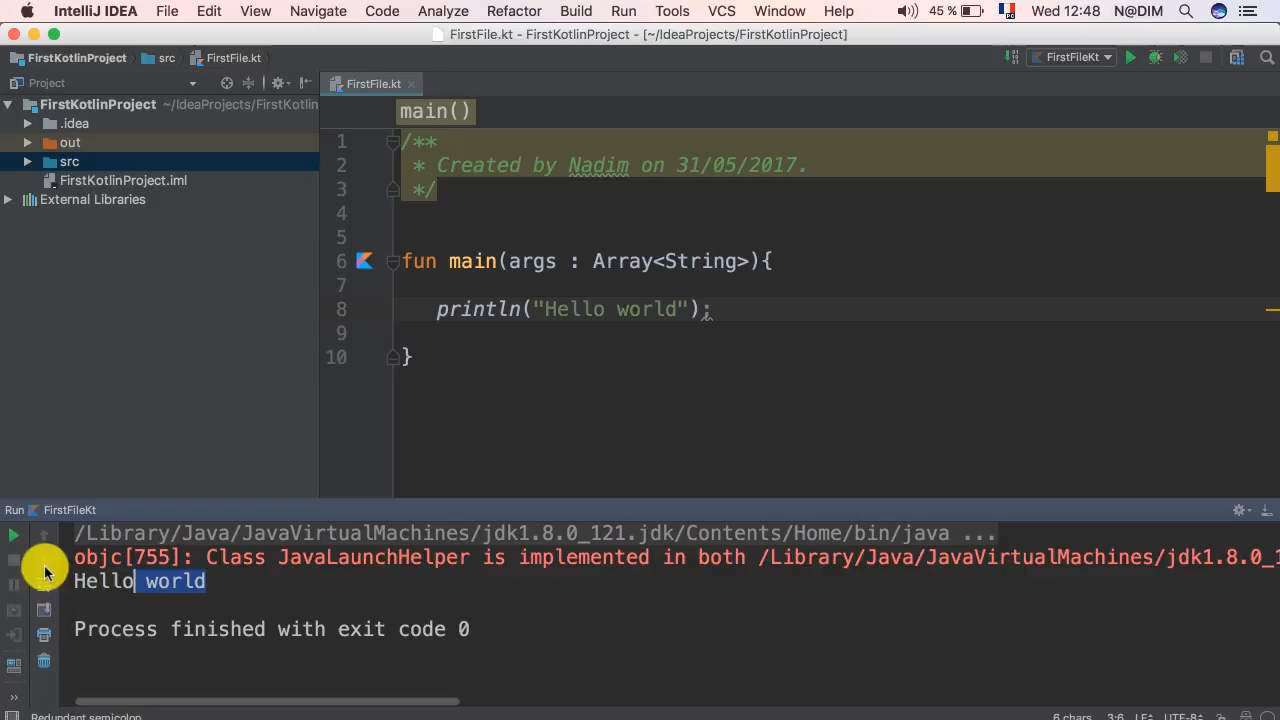 IntelliJ IDEA File Edit View Navigate Code Analyze Refactor Build Run Tools VCS Window Help 45 % Wed 12:48 N@DIM
FirstFile.kt - FirstKotlinProject - [~/IdeaProjects/FirstKotlinProject]
FirstKotlinProject src FirstFile.kt FirstFileKt
Project FirstFile.kt
FirstKotlinProject ~/IdeaProjects/FirstKotlin
.idea
out
src
FirstKotlinProject.iml
External Libraries
main()
1 /**
2 * Created by Nadim on 31/05/2017.
3 */
4
5
6 fun main(args : Array<String>){
7
8 println("Hello world");
9
10 }
Run FirstFileKt
/Library/Java/JavaVirtualMachines/jdk1.8.0_121.jdk/Contents/Home/bin/java ...
objc[755]: Class JavaLaunchHelper is implemented in both /Library/Java/JavaVirtualMachines/jdk1.8.0_1
Hello world
Process finished with exit code 0
Redundant semicolon 6 chars 3:6 LF÷ UTF-8÷